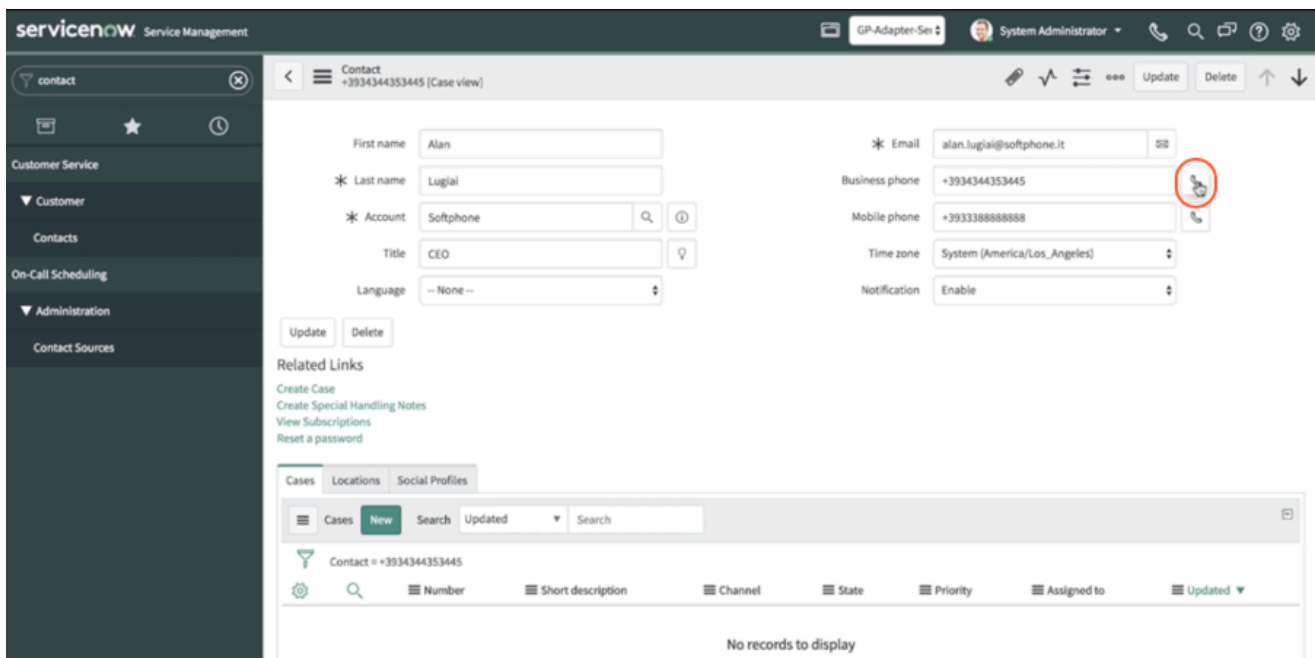 servicenow Service Management
GP-Adapter-Ser
System Administrator
contact
Contact
+3934344353445 [Case view]
Update
Delete
Customer Service
Customer
Contacts
On-Call Scheduling
Administration
Contact Sources
First name
Alan
Last name
Lugiai
Account
Softphone
Title
CEO
Language
-- None --
Email
alan.lugiai@softphone.it
Business phone
+3934344353445
Mobile phone
+3933388888888
Time zone
System (America/Los_Angeles)
Notification
Enable
Update
Delete
Related Links
Create Case
Create Special Handling Notes
View Subscriptions
Reset a password
Cases
Locations
Social Profiles
Cases
New
Search
Updated
Search
Contact = +3934344353445
Number
Short description
Channel
State
Priority
Assigned to
Updated
No records to display